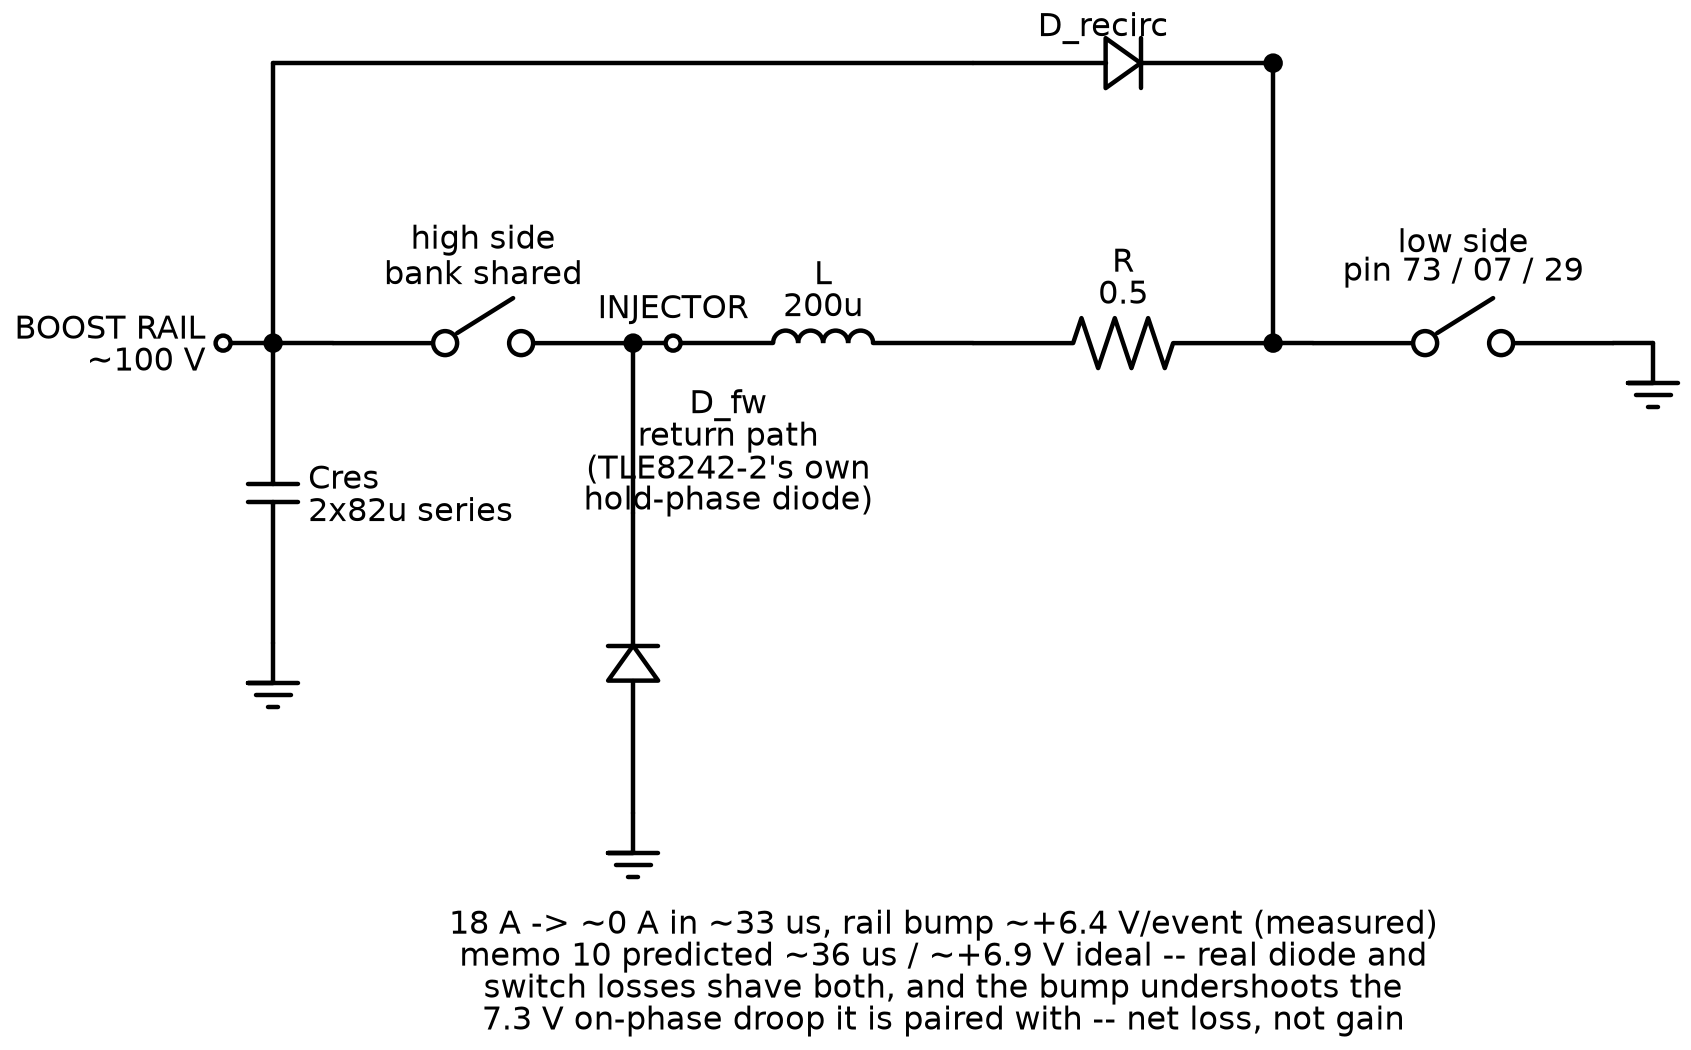 D_recirc
high side
bank shared
BOOST RAIL
~100 V
INJECTOR
L
200u
R
0.5
low side
pin 73 / 07 / 29
D_fw
return path
(TLE8242-2's own
hold-phase diode)
Cres
2x82u series
18 A -> ~0 A in ~33 us, rail bump ~+6.4 V/event (measured)
memo 10 predicted ~36 us / ~+6.9 V ideal -- real diode and
switch losses shave both, and the bump undershoots the
7.3 V on-phase droop it is paired with -- net loss, not gain